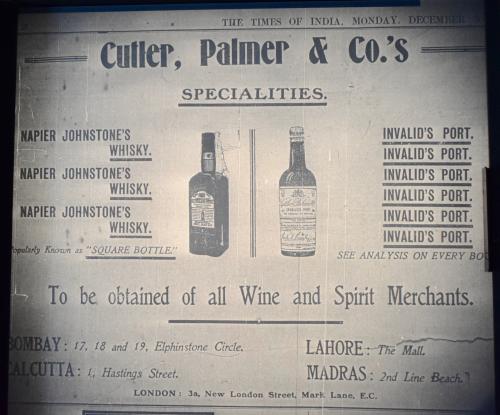 THE TIMES OF INDIA, MONDAY, DECEMBER
Cutler, Palmer & Co.'s
SPECIALITIES.
NAPIER JOHNSTONE'S
WHISKY.
NAPIER JOHNSTONE'S
WHISKY.
NAPIER JOHNSTONE'S
WHISKY.
Popularly Known as "SQUARE BOTTLE."
INVALID'S PORT.
INVALID'S PORT.
INVALID'S PORT.
INVALID'S PORT.
INVALID'S PORT.
INVALID'S PORT.
SEE ANALYSIS ON EVERY BO
To be obtained of all Wine and Spirit Merchants.
BOMBAY: 17, 18 and 19, Elphinstone Circle.
LAHORE: The Mall.
CALCUTTA: 1, Hastings Street.
MADRAS: 2nd Line Beach.
LONDON: 3a, New London Street, Mark Lane, E.C.